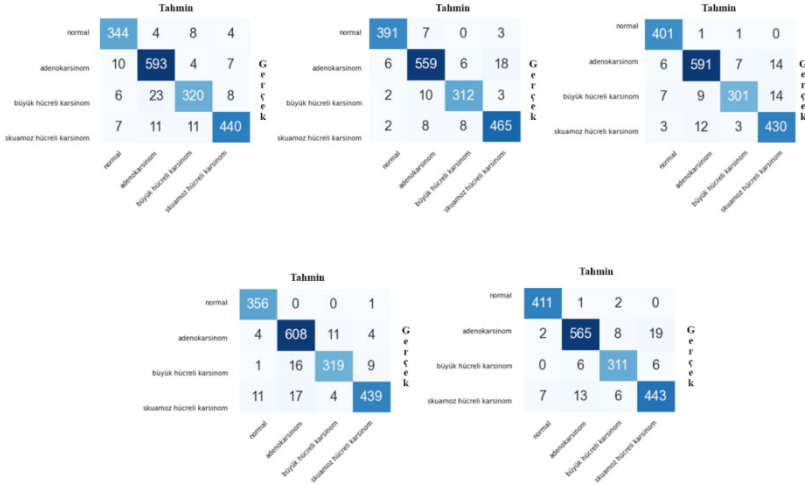 normal 344 4 8 4
adenokarsinom 10 593 4 7
büyük hücreli karsinom 6 23 320 8
skuamoz hücreli karsinom 7 11 11 440
Gerçek
normal adenokarsinom büyük hücreli karsinom skuamoz hücreli karsinom
Tahmin
normal 391 7 0 3
adenokarsinom 6 559 6 18
büyük hücreli karsinom 2 10 312 3
skuamoz hücreli karsinom 2 8 8 465
Gerçek
normal adenokarsinom büyük hücreli karsinom skuamoz hücreli karsinom
Tahmin
normal 401 1 1 0
adenokarsinom 6 591 7 14
büyük hücreli karsinom 7 9 301 14
skuamoz hücreli karsinom 3 12 3 430
Gerçek
normal adenokarsinom büyük hücreli karsinom skuamoz hücreli karsinom
Tahmin
normal 356 0 0 1
adenokarsinom 4 608 11 4
büyük hücreli karsinom 1 16 319 9
skuamoz hücreli karsinom 11 17 4 439
Gerçek
normal adenokarsinom büyük hücreli karsinom skuamoz hücreli karsinom
Tahmin
normal 411 1 2 0
adenokarsinom 2 565 8 19
büyük hücreli karsinom 0 6 311 6
skuamoz hücreli karsinom 7 13 6 443
Gerçek
normal adenokarsinom büyük hücreli karsinom skuamoz hücreli karsinom